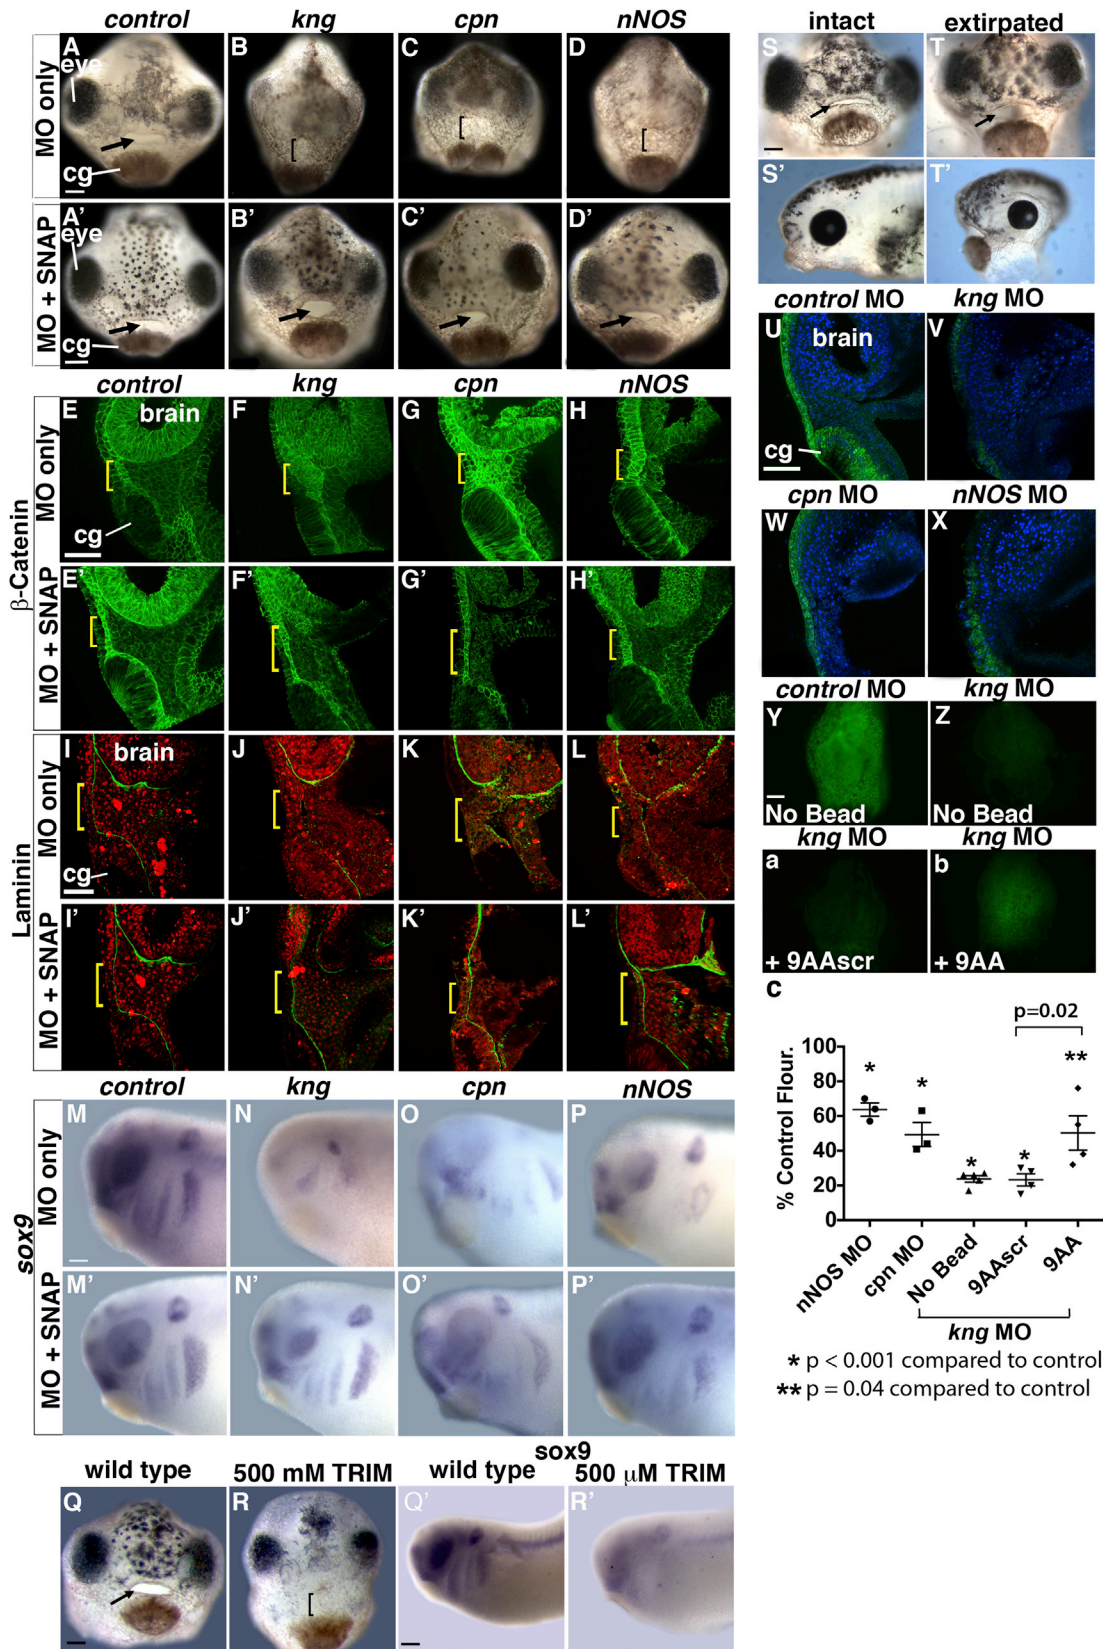 control kng cpn nNOS
MO only
A eye cg
B
C
D
MO + SNAP
A' eye cg
B'
C'
D'
control kng cpn nNOS
β-Catenin
MO only
E brain cg
F
G
H
MO + SNAP
E'
F'
G'
H'
Laminin
MO only
I brain cg
J
K
L
MO + SNAP
I'
J'
K'
L'
control kng cpn nNOS
sox9
MO only
M
N
O
P
MO + SNAP
M'
N'
O'
P'
wild type
500 mM TRIM
sox9
wild type
500 μM TRIM
Q
R
Q'
R'
intact
extirpated
S
T
S'
T'
control MO
kng MO
U brain cg
V
cpn MO
nNOS MO
W
X
control MO
kng MO
Y No Bead
Z No Bead
kng MO
kng MO
a + 9AAscr
b + 9AA
c
p=0.02
% Control Flour.
100
80
60
40
20
0
*
*
*
*
**
nNOS MO
cpn MO
No Bead
9AAscr
9AA
kng MO
* p < 0.001 compared to control
** p = 0.04 compared to control